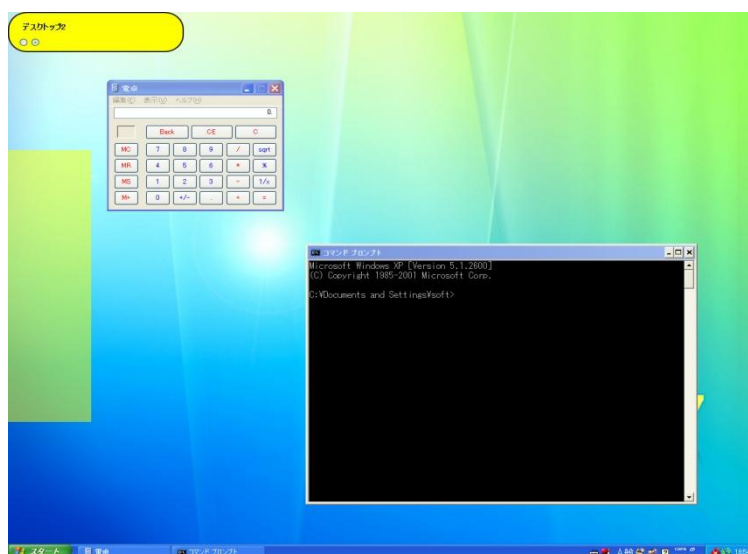 デスクトップ2
電卓
編集(E) 表示(V) ヘルプ(H)
0.
Back CE C
MC 7 8 9 / sqrt
MR 4 5 6 * %
MS 1 2 3 - 1/x
M+ 0 +/- . + =
コマンド プロンプト
Microsoft Windows XP [Version 5.1.2600]
(C) Copyright 1985-2001 Microsoft Corp.
C:¥Documents and Settings¥soft>
スタート 電卓 コマンド プロンプト